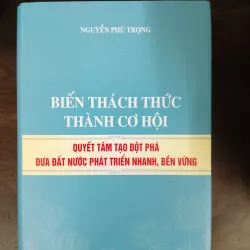 NGUYỄN PHÚ TRỌNG
BIẾN THÁCH THỨC
THÀNH CƠ HỘI
QUYẾT TÂM TẠO ĐỘT PHÁ
ĐƯA ĐẤT NƯỚC PHÁT TRIỂN NHANH, BỀN VỮNG